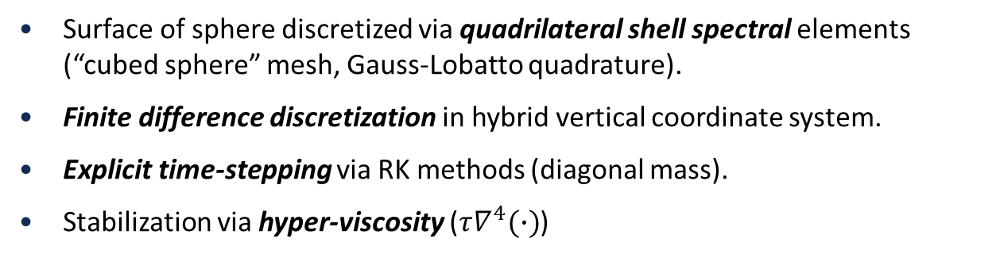 • Surface of sphere discretized via quadrilateral shell spectral elements
(“cubed sphere” mesh, Gauss-Lobatto quadrature).
• Finite difference discretization in hybrid vertical coordinate system.
• Explicit time-stepping via RK methods (diagonal mass).
• Stabilization via hyper-viscosity (τ∇⁴(·))